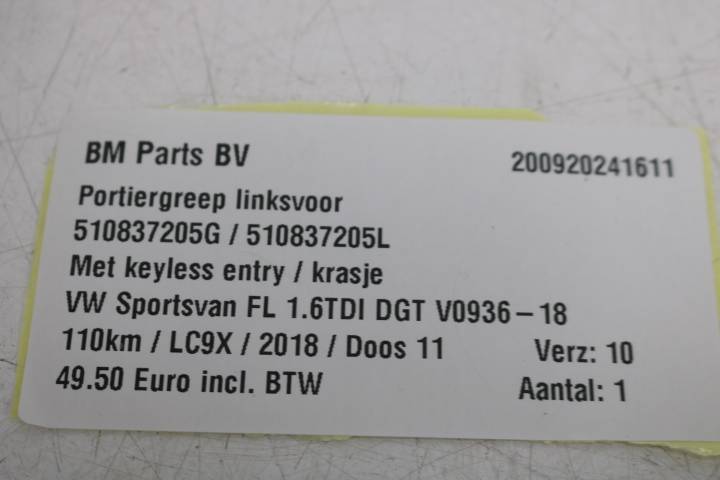 BM Parts BV 200920241611
Portiergreep linksvoor
510837205G / 510837205L
Met keyless entry / krasje
VW Sportsvan FL 1.6TDI DGT V0936-18
110km / LC9X / 2018 / Doos 11 Verz: 10
49.50 Euro incl. BTW Aantal: 1